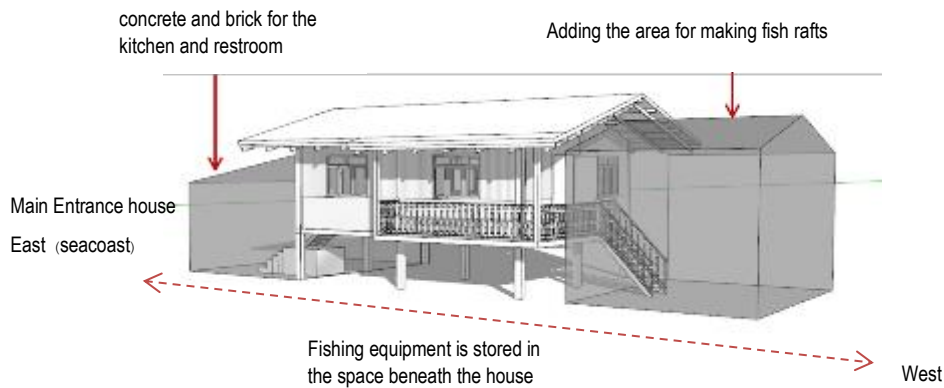 concrete and brick for the
kitchen and restroom
Adding the area for making fish rafts
Main Entrance house
East (seacoast)
Fishing equipment is stored in
the space beneath the house
West